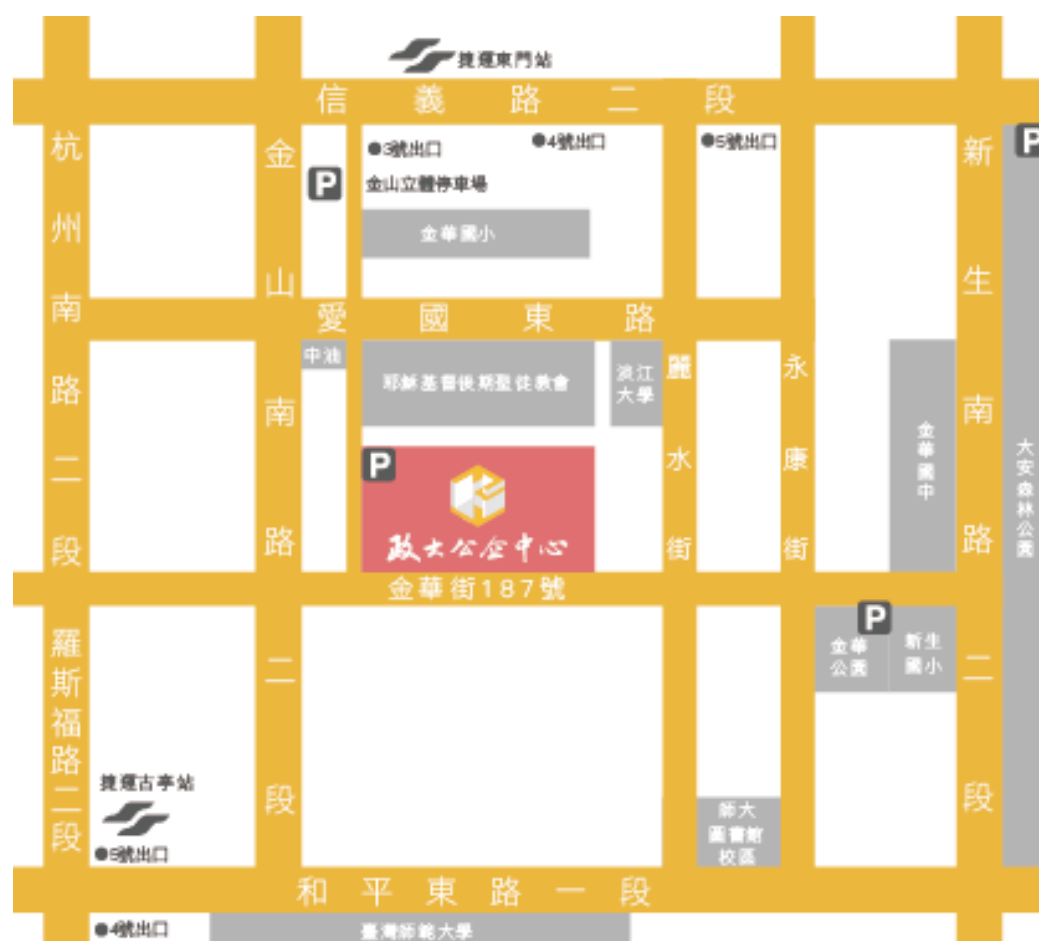 捷運東門站
信義路二段
3號出口
4號出口
5號出口
P
P
金山立體停車場
金華國小
杭州南路二段
金山南路二段
新生南路二段
愛國東路
中油
耶穌基督後期聖徒教會
淡江
大學
麗水街
永康街
金華國中
大安森林公園
P
政大公企中心
金華街187號
羅斯福路二段
P
金華
公園
新生
國小
捷運古亭站
5號出口
師大
圖書館
校區
和平東路一段
4號出口
臺灣師範大學